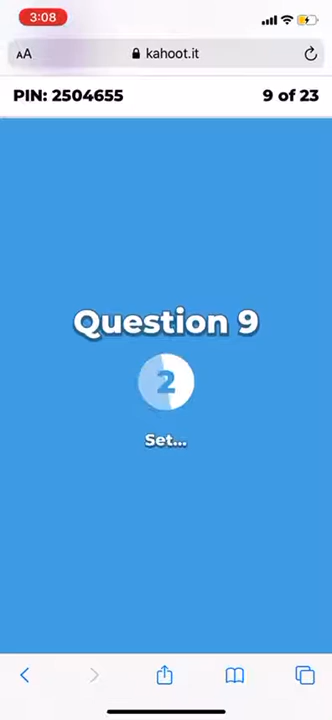 3:08
AA kahoot.it
PIN: 2504655 9 of 23
Question 9
2
Set...